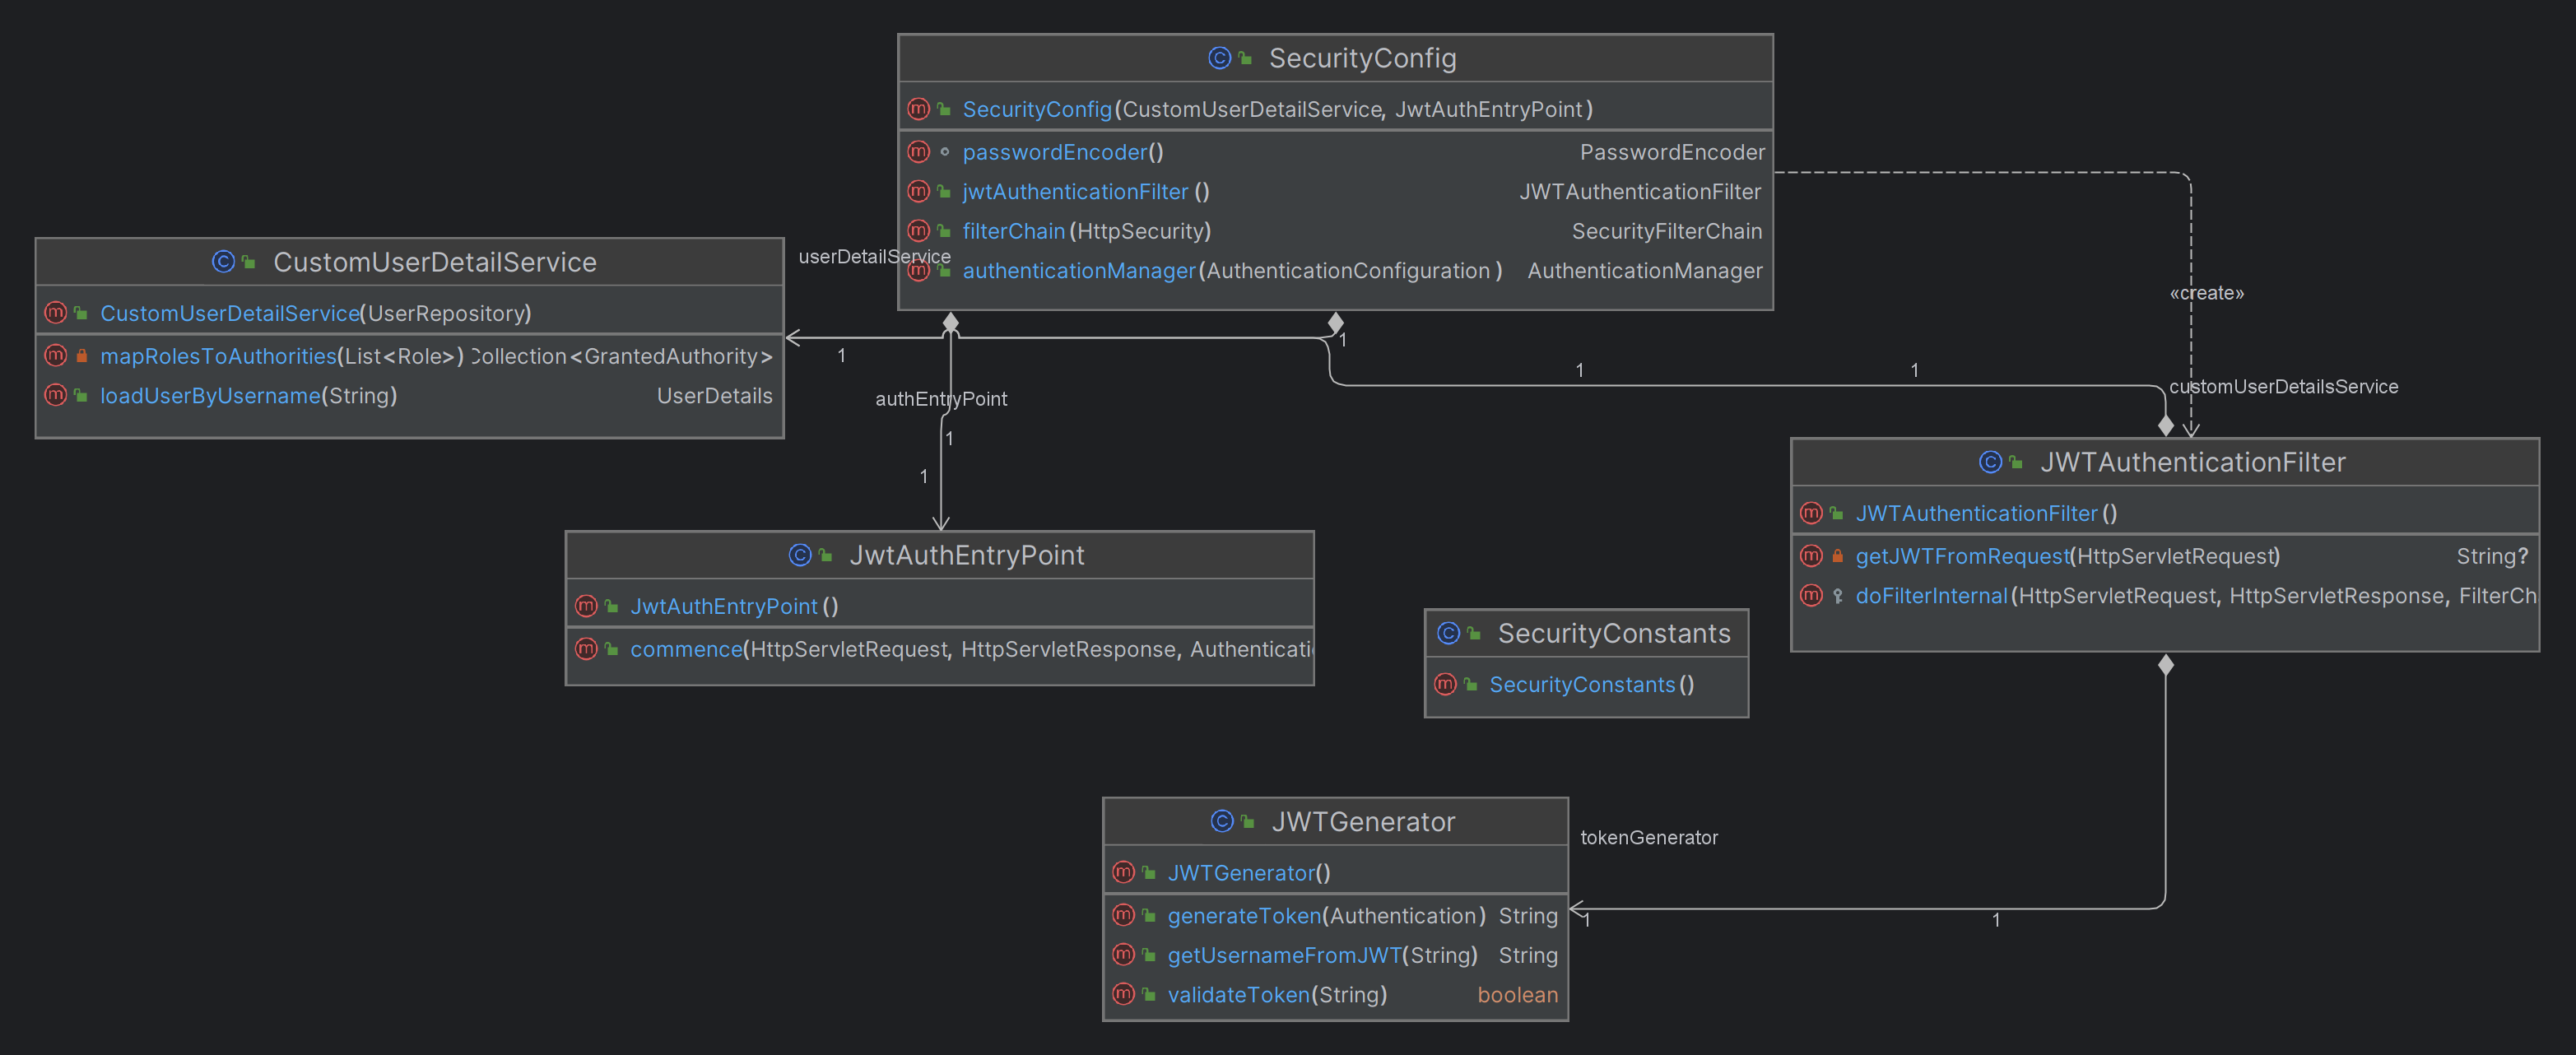 SecurityConfig
SecurityConfig(CustomUserDetailService, JwtAuthEntryPoint)
passwordEncoder() PasswordEncoder
jwtAuthenticationFilter() JWTAuthenticationFilter
filterChain(HttpSecurity) SecurityFilterChain
authenticationManager(AuthenticationConfiguration) AuthenticationManager
userDetailService
CustomUserDetailService
CustomUserDetailService(UserRepository)
mapRolesToAuthorities(List<Role>) Collection<GrantedAuthority>
loadUserByUsername(String) UserDetails
«create»
1
1
1
1
customUserDetailsService
authEntryPoint
1
1
JwtAuthEntryPoint
JwtAuthEntryPoint()
commence(HttpServletRequest, HttpServletResponse, Authenticati
JWTAuthenticationFilter
JWTAuthenticationFilter()
getJWTFromRequest(HttpServletRequest) String?
doFilterInternal(HttpServletRequest, HttpServletResponse, FilterCh
SecurityConstants
SecurityConstants()
JWTGenerator
JWTGenerator()
generateToken(Authentication) String
getUsernameFromJWT(String) String
validateToken(String) boolean
tokenGenerator
1
1